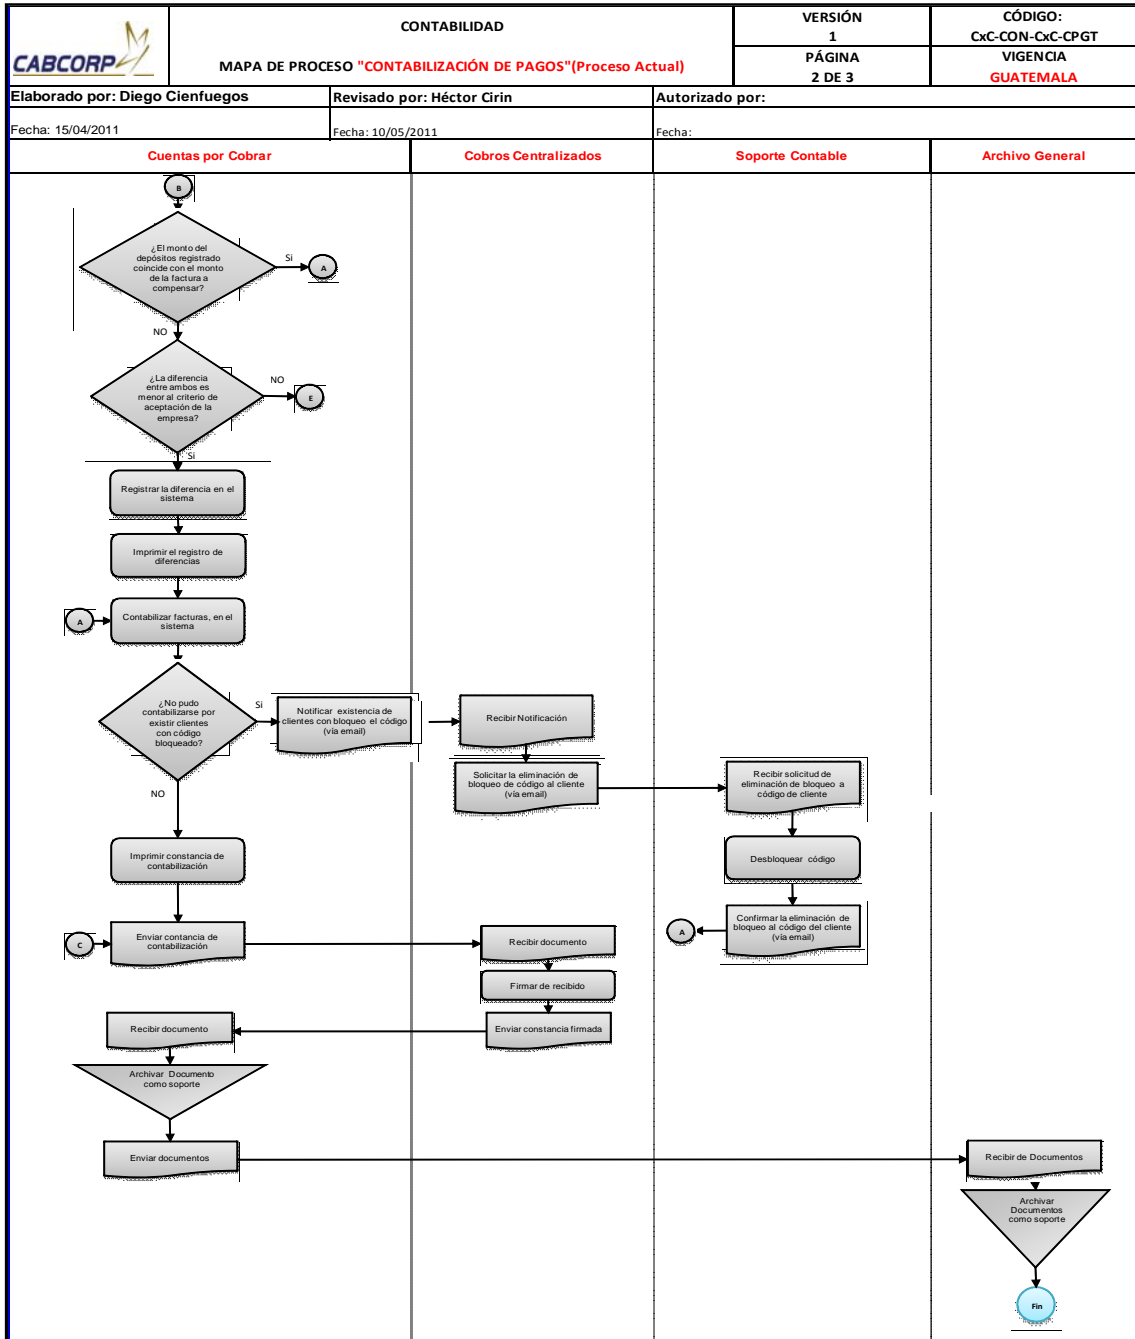 CABCORP
CONTABILIDAD
MAPA DE PROCESO "CONTABILIZACIÓN DE PAGOS"(Proceso Actual)
VERSIÓN
1
PÁGINA
2 DE 3
CÓDIGO:
CxC-CON-CxC-CPGT
VIGENCIA
GUATEMALA
Elaborado por: Diego Cienfuegos
Revisado por: Héctor Cirin
Autorizado por:
Fecha: 15/04/2011
Fecha: 10/05/2011
Fecha:
Cuentas por Cobrar
Cobros Centralizados
Soporte Contable
Archivo General
B
¿El monto del
depósitos registrado
coincide con el monto
de la factura a
compensar?
Si
A
NO
¿La diferencia
entre ambos es
menor al criterio de
aceptación de la
empresa?
NO
E
Si
Registrar la diferencia en el
sistema
Imprimir el registro de
diferencias
A
Contabilizar facturas, en el
sistema
¿No pudo
contabilizarse por
existir clientes
con código
bloqueado?
Si
Notificar existencia de
clientes con bloqueo el código
(vía email)
Recibir Notificación
Solicitar la eliminación de
bloqueo de código al cliente
(vía email)
Recibir solicitud de
eliminación de bloqueo a
código de cliente
NO
Desbloquear código
Imprimir constancia de
contabilización
Confirmar la eliminación de
bloqueo al código del cliente
(vía email)
A
C
Enviar contancia de
contabilización
Recibir documento
Firmar de recibido
Enviar constancia firmada
Recibir documento
Archivar Documento
como soporte
Enviar documentos
Recibir de Documentos
Archivar
Documentos
como soporte
Fin